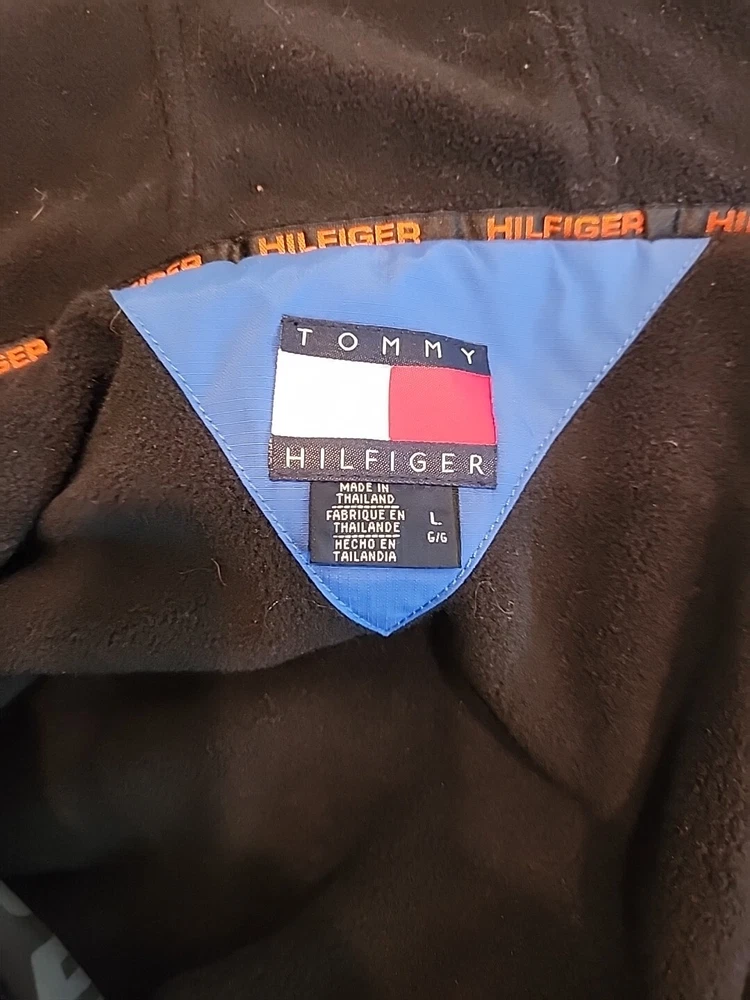 HILFIGER HILFIGER
TOMMY
HILFIGER
MADE IN
THAILAND
FABRIQUE EN
THAILANDE
HECHO EN
TAILANDIA
L
G/G